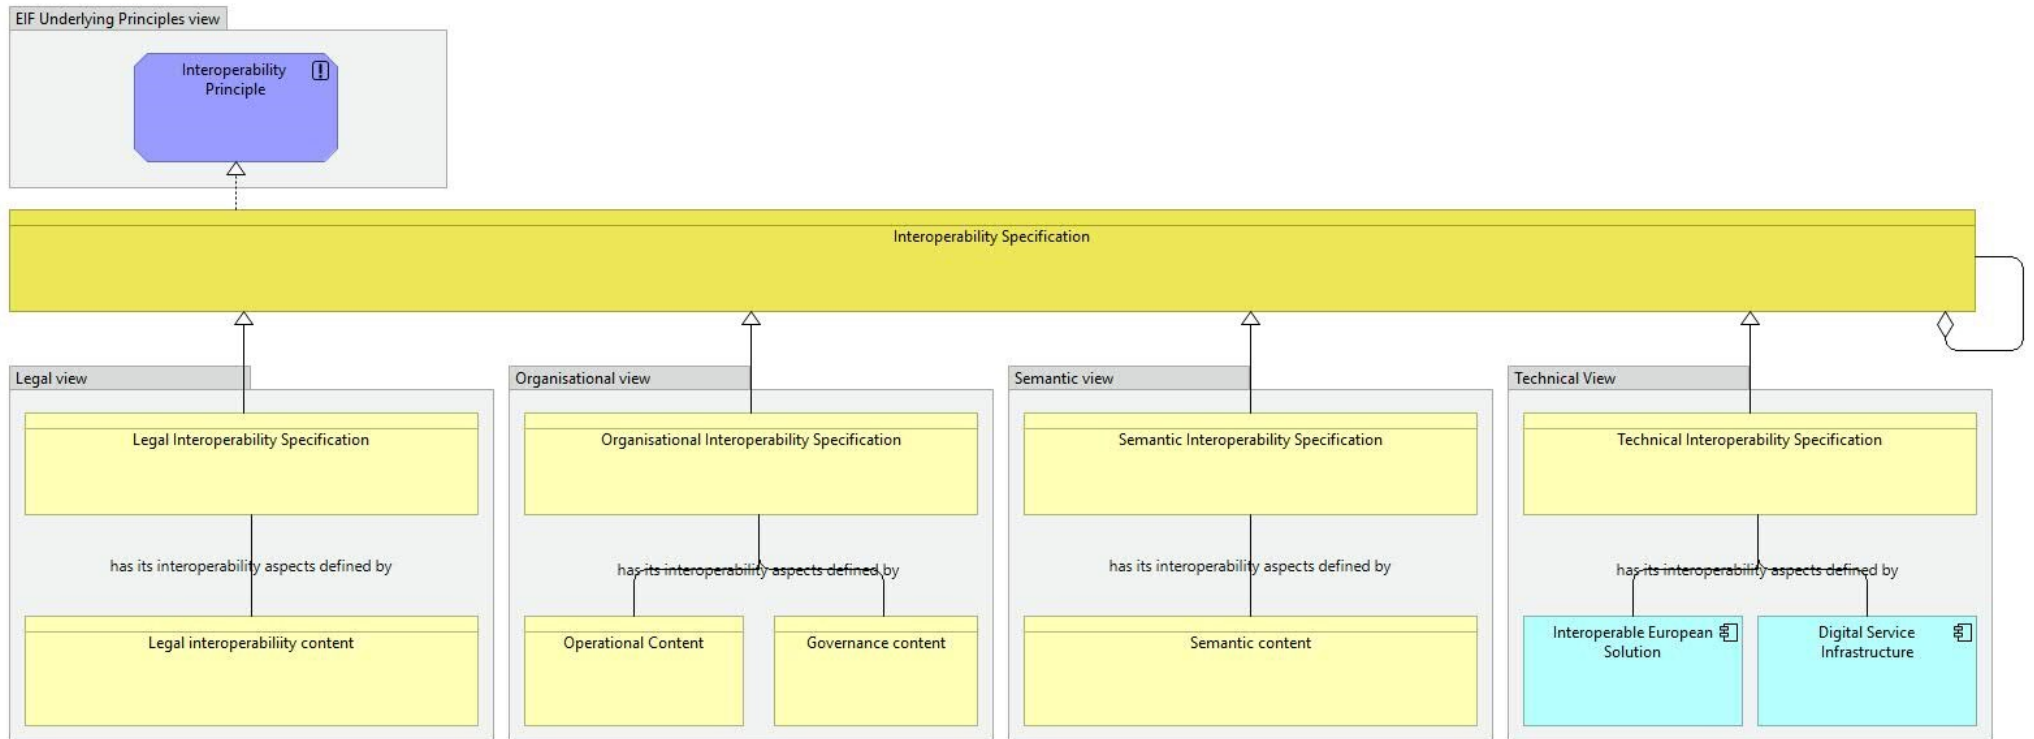 EIF Underlying Principles view
Interoperability
Principle
Interoperability Specification
Legal view
Legal Interoperability Specification
has its interoperability aspects defined by
Legal interoperabiliity content
Organisational view
Organisational Interoperability Specification
has its interoperability aspects defined by
Operational Content
Governance content
Semantic view
Semantic Interoperability Specification
has its interoperability aspects defined by
Semantic content
Technical View
Technical Interoperability Specification
has its interoperability aspects defined by
Interoperable European
Solution
Digital Service
Infrastructure